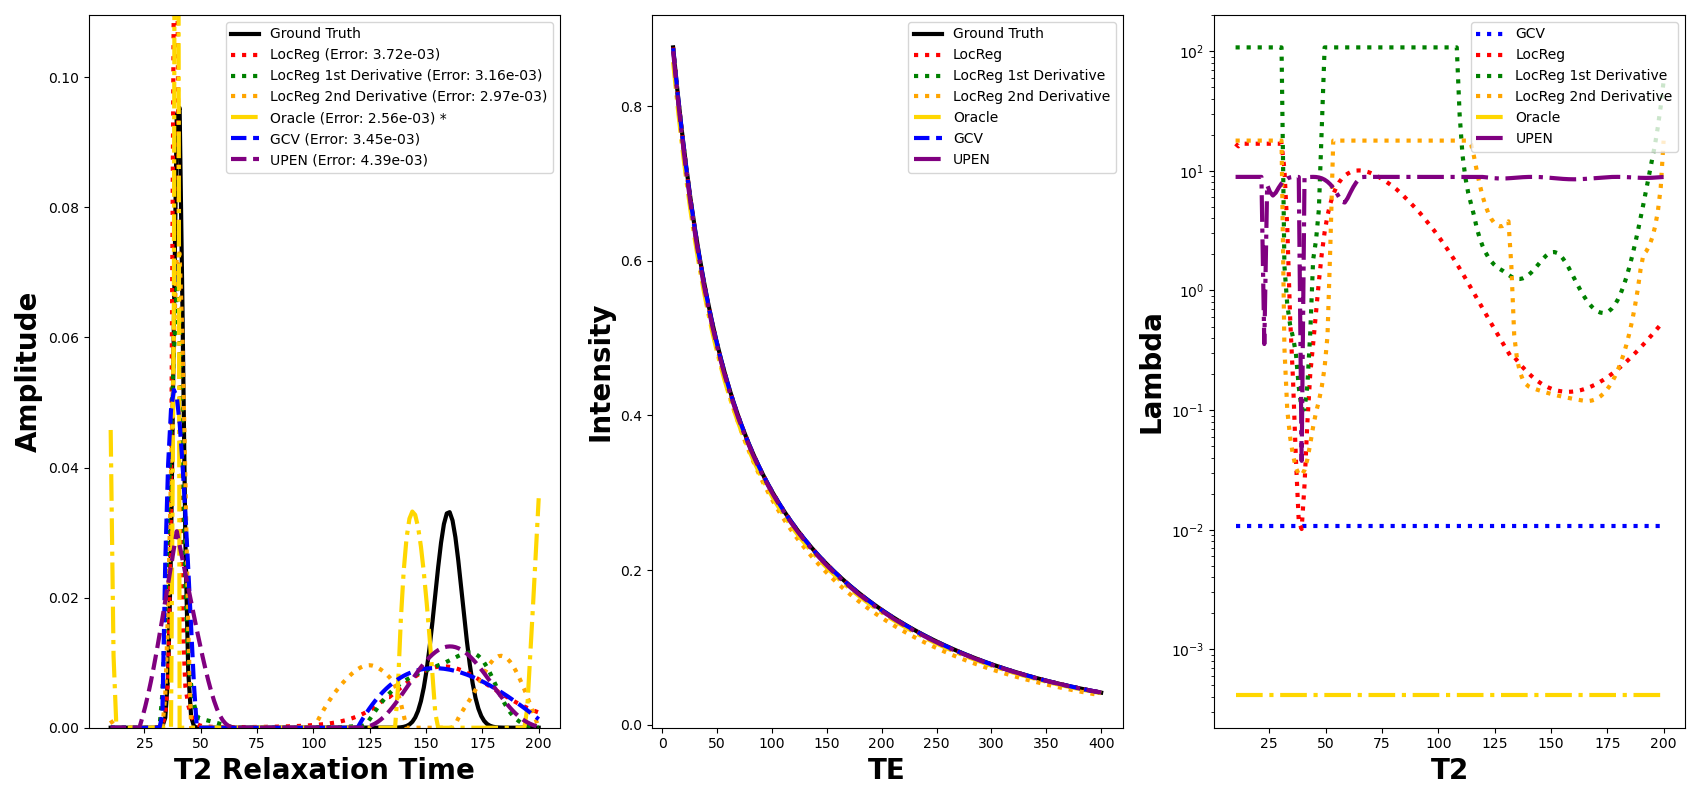 Ground Truth
LocReg (Error: 3.72e-03)
LocReg 1st Derivative (Error: 3.16e-03)
LocReg 2nd Derivative (Error: 2.97e-03)
Oracle (Error: 2.56e-03) *
GCV (Error: 3.45e-03)
UPEN (Error: 4.39e-03)
Amplitude
0.10
0.08
0.06
0.04
0.02
0.00
25 50 75 100 125 150 175 200
T2 Relaxation Time
Ground Truth
LocReg
LocReg 1st Derivative
LocReg 2nd Derivative
Oracle
GCV
UPEN
Intensity
0.8
0.6
0.4
0.2
0.0
0 50 100 150 200 250 300 350 400
TE
GCV
LocReg
LocReg 1st Derivative
LocReg 2nd Derivative
Oracle
UPEN
Lambda
10²
10¹
10⁰
10⁻¹
10⁻²
10⁻³
25 50 75 100 125 150 175 200
T2